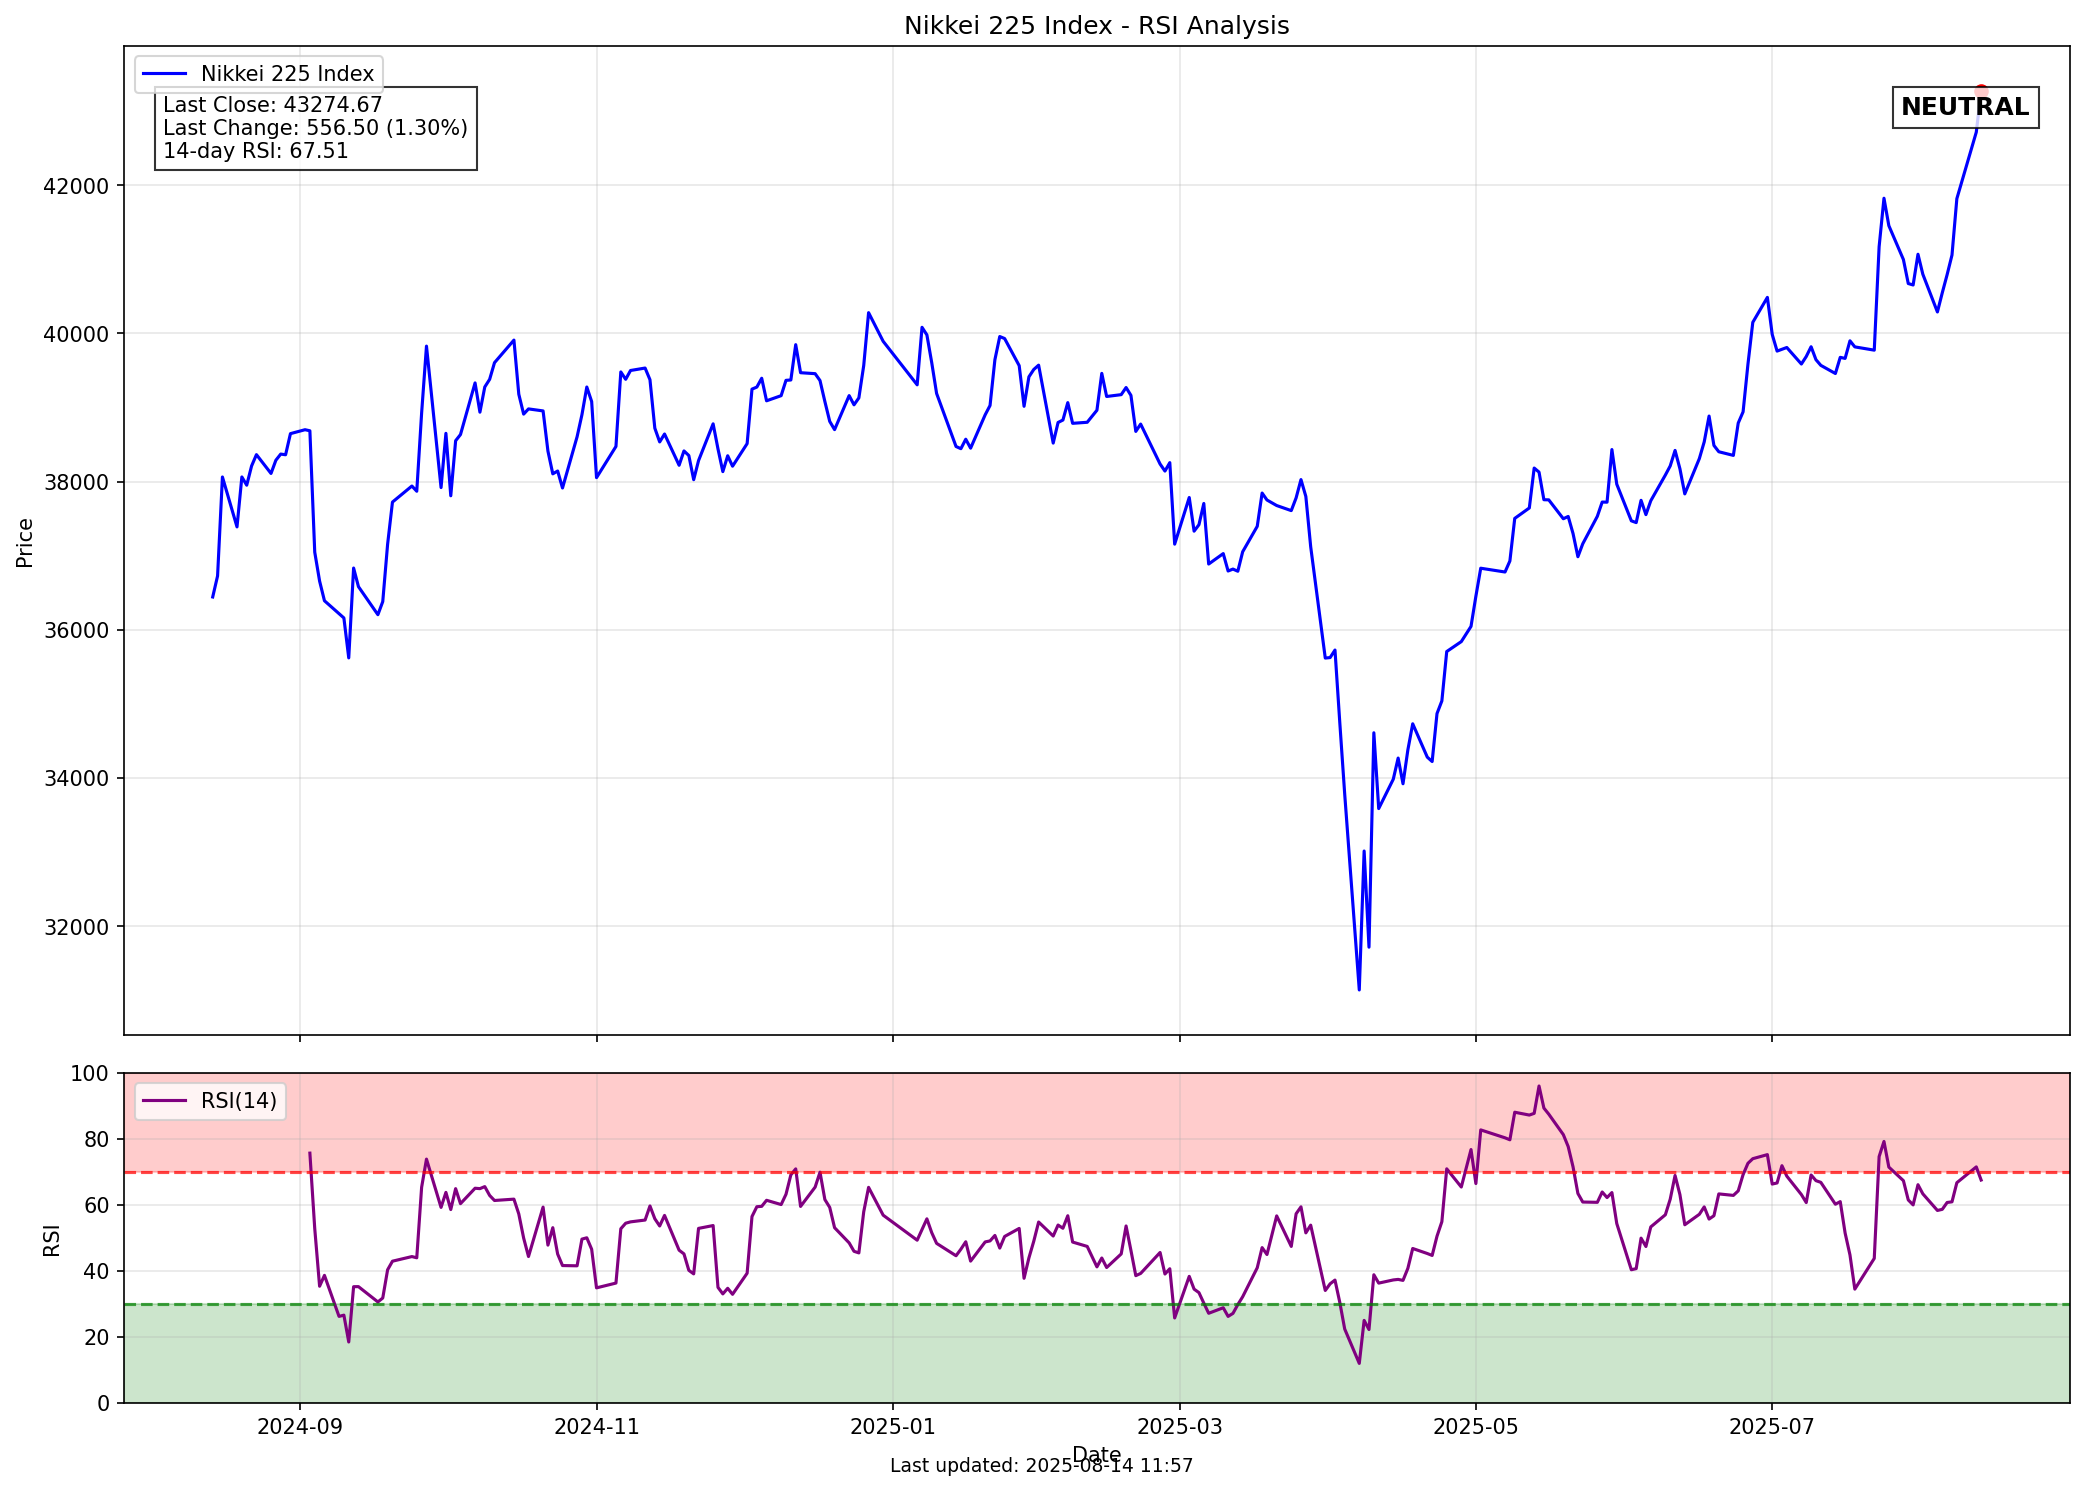 Nikkei 225 Index - RSI Analysis
Nikkei 225 Index
Last Close: 43274.67
Last Change: 556.50 (1.30%)
14-day RSI: 67.51
NEUTRAL
Price
42000
40000
38000
36000
34000
32000
RSI(14)
RSI
100
80
60
40
20
0
2024-09
2024-11
2025-01
2025-03
2025-05
2025-07
Date
Last updated: 2025-08-14 11:57